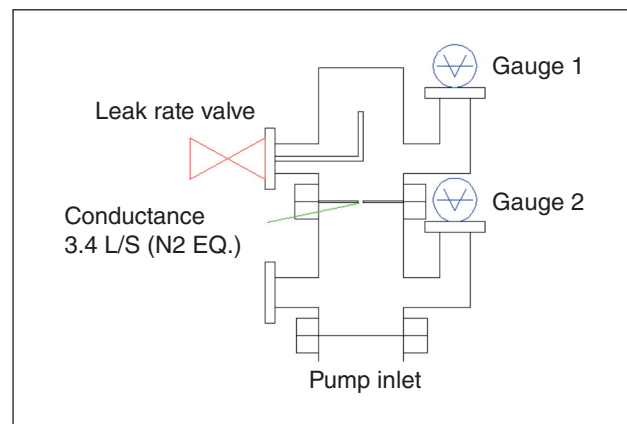 Gauge 1
Leak rate valve
Gauge 2
Conductance
3.4 L/S (N2 EQ.)
Pump inlet